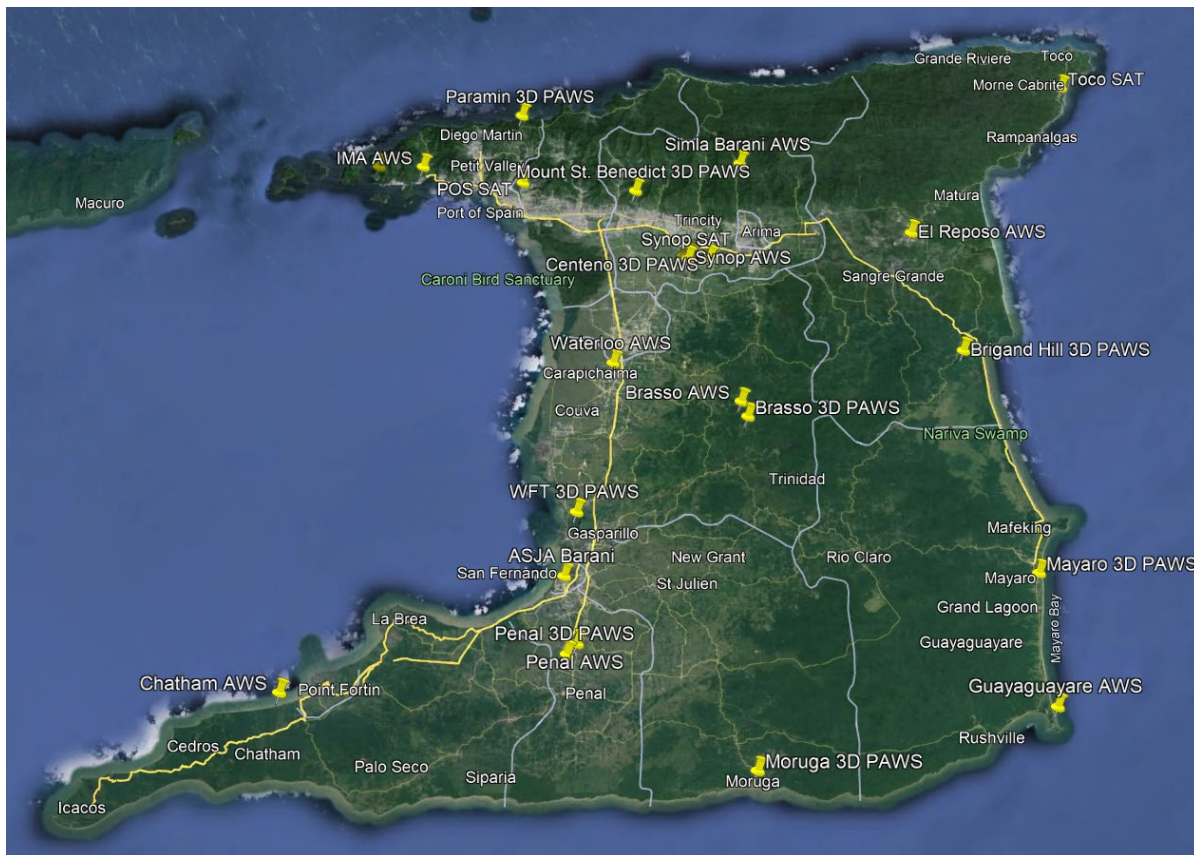 Toco
Grande Riviere
Toco SAT
Morne Cabrite
Paramin 3D PAWS
Diego Martin
Rampanalgas
Simla Barani AWS
IMA AWS
Petit Valley
Mount St. Benedict 3D PAWS
POS SAT
Matura
Macuro
Port of Spain
Trincity
Arima
El Reposo AWS
Synop SAT
Synop AWS
Centeno 3D PAWS
Caroni Bird Sanctuary
Sangre Grande
Waterloo AWS
Brigand Hill 3D PAWS
Carapichaima
Brasso AWS
Couva
Brasso 3D PAWS
Nariva Swamp
Trinidad
WFT 3D PAWS
Gasparillo
Mafeking
ASJA Barani
New Grant
Rio Claro
San Fernando
Mayaro 3D PAWS
St Julien
Mayaro
Grand Lagoon
La Brea
Penal 3D PAWS
Guayaguayare
Mayaro Bay
Penal AWS
Chatham AWS
Point Fortin
Penal
Guayaguayare AWS
Rushville
Cedros
Chatham
Palo Seco
Siparia
Moruga 3D PAWS
Moruga
Icacos